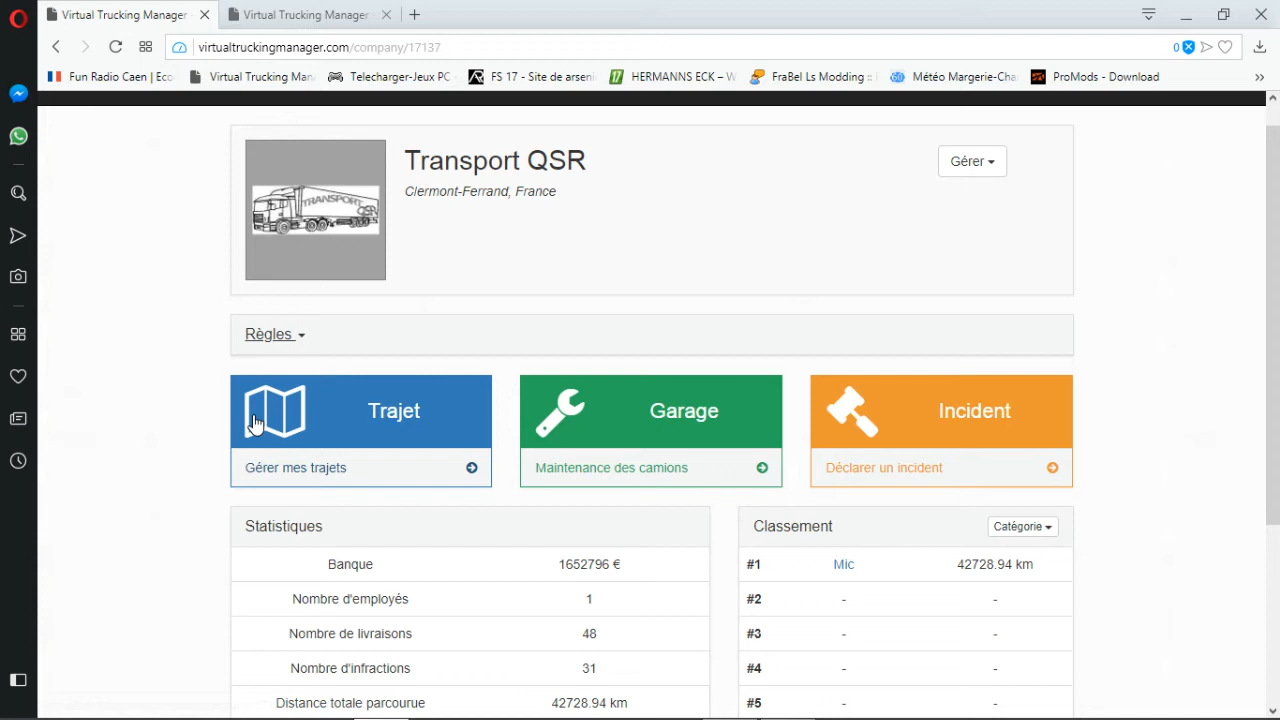 Virtual Trucking Manager
Virtual Trucking Manager
virtualtruckingmanager.com/company/17137
0
Fun Radio Caen | Eco
Virtual Trucking Man
Telecharger-Jeux PC
FS 17 - Site de arseni
HERMANNS ECK – W
FraBel Ls Modding ::
Météo Margerie-Cha
ProMods - Download
»
TRANSPORT QSR
Transport QSR
Gérer
Clermont-Ferrand, France
Règles
Trajet
Garage
Incident
Gérer mes trajets
Maintenance des camions
Déclarer un incident
Statistiques
Classement
Catégorie
Banque 1652796 €
#1 Mic 42728.94 km
Nombre d'employés 1
#2 - -
Nombre de livraisons 48
#3 - -
Nombre d'infractions 31
#4 - -
Distance totale parcourue 42728.94 km
#5 - -